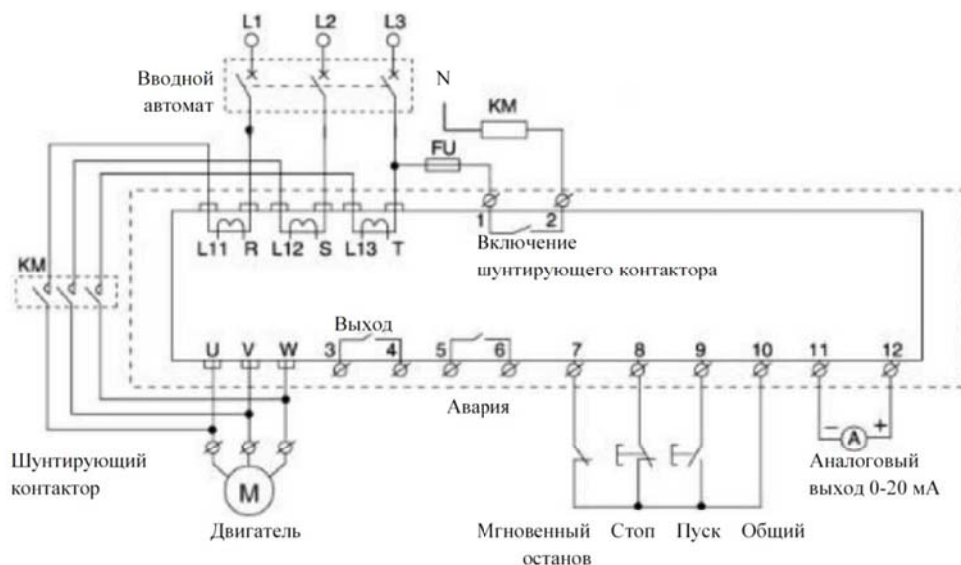 L1 L2 L3
Вводной
автомат
N
KM
FU
1 2
Включение
шунтирующего контактора
L11 R L12 S L13 T
KM
Выход
U V W 3 4 5 6 7 8 9 10 11 12
Авария
− A +
Шунтирующий
контактор
M
Двигатель
Мгновенный
останов
Стоп
Пуск
Общий
Аналоговый
выход 0-20 мА